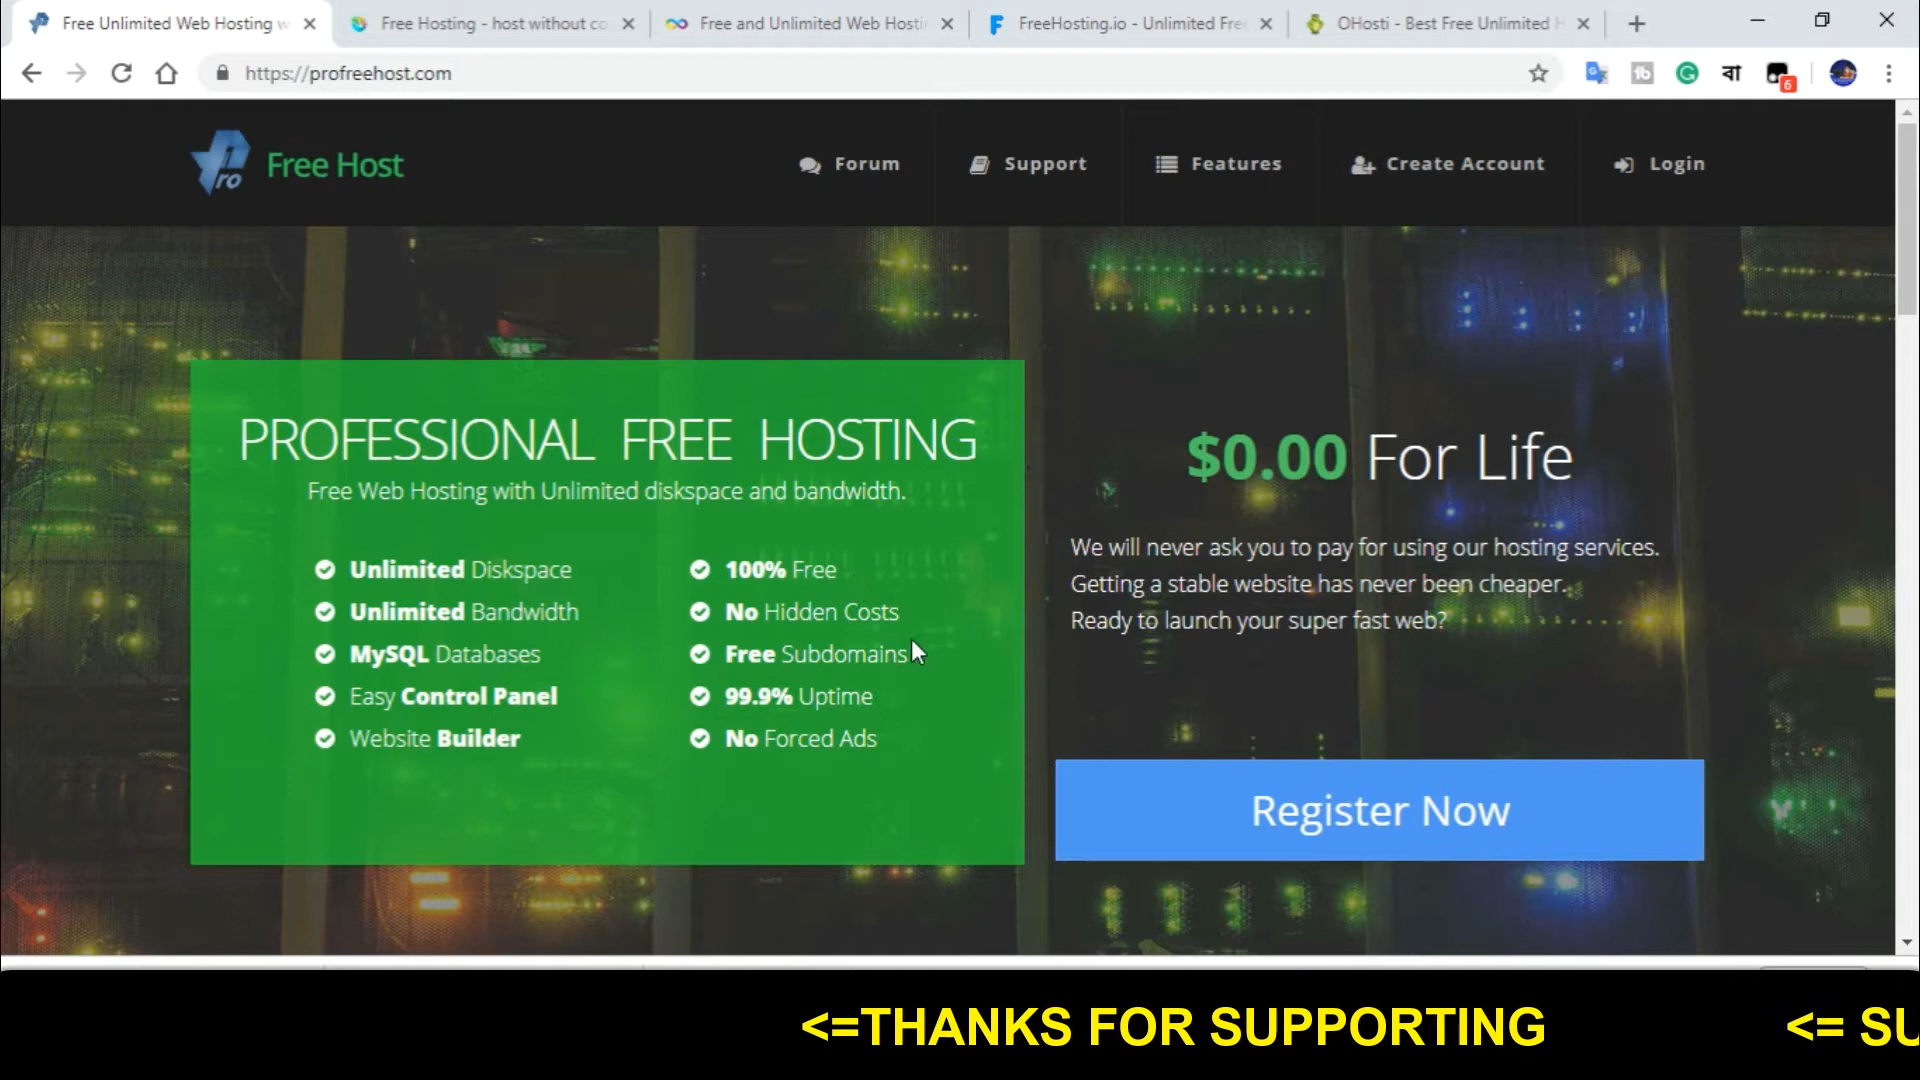 Free Unlimited Web Hosting w
Free Hosting - host without co
Free and Unlimited Web Hosti
FreeHosting.io - Unlimited Free
OHosti - Best Free Unlimited H
https://profreehost.com
বা
6
Pro
Free Host
Forum
Support
Features
Create Account
Login
PROFESSIONAL FREE HOSTING
Free Web Hosting with Unlimited diskspace and bandwidth.
Unlimited Diskspace
Unlimited Bandwidth
MySQL Databases
Easy Control Panel
Website Builder
100% Free
No Hidden Costs
Free Subdomains
99.9% Uptime
No Forced Ads
$0.00 For Life
We will never ask you to pay for using our hosting services.
Getting a stable website has never been cheaper.
Ready to launch your super fast web?
Register Now
<=THANKS FOR SUPPORTING
<= SU